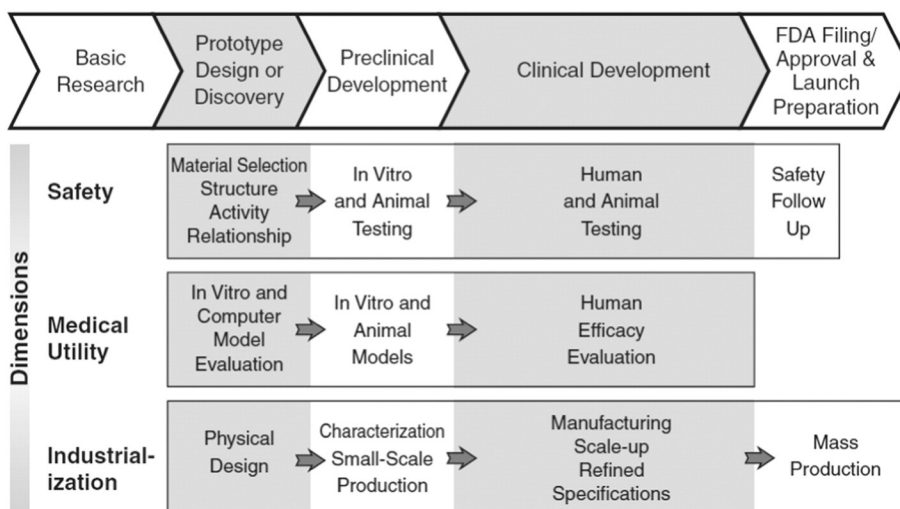 Basic
Research
Prototype
Design or
Discovery
Preclinical
Development
Clinical Development
FDA Filing/
Approval &
Launch
Preparation
Dimensions
Safety
Material Selection
Structure
Activity
Relationship
In Vitro
and Animal
Testing
Human
and Animal
Testing
Safety
Follow
Up
Medical
Utility
In Vitro and
Computer
Model
Evaluation
In Vitro and
Animal
Models
Human
Efficacy
Evaluation
Industrial-
ization
Physical
Design
Characterization
Small-Scale
Production
Manufacturing
Scale-up
Refined
Specifications
Mass
Production